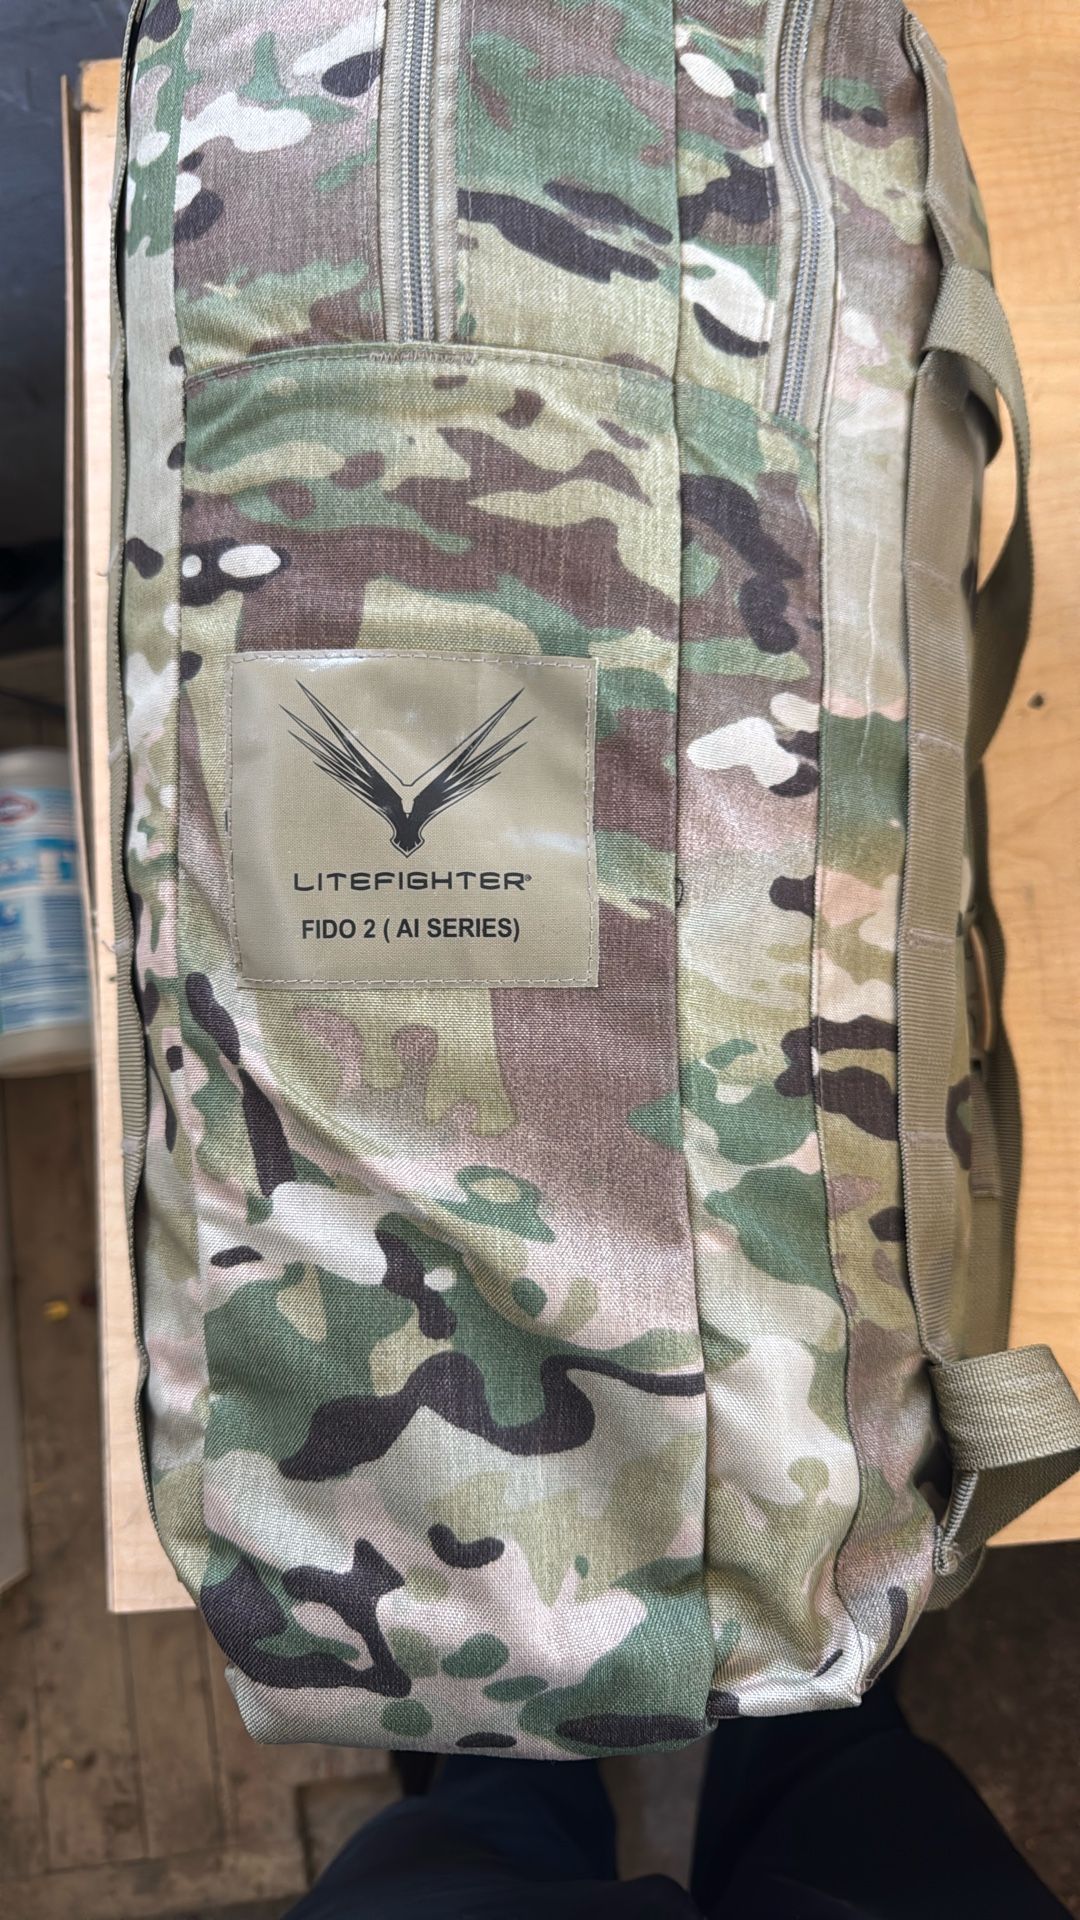 LITEFIGHTER®
FIDO 2 ( AI SERIES)